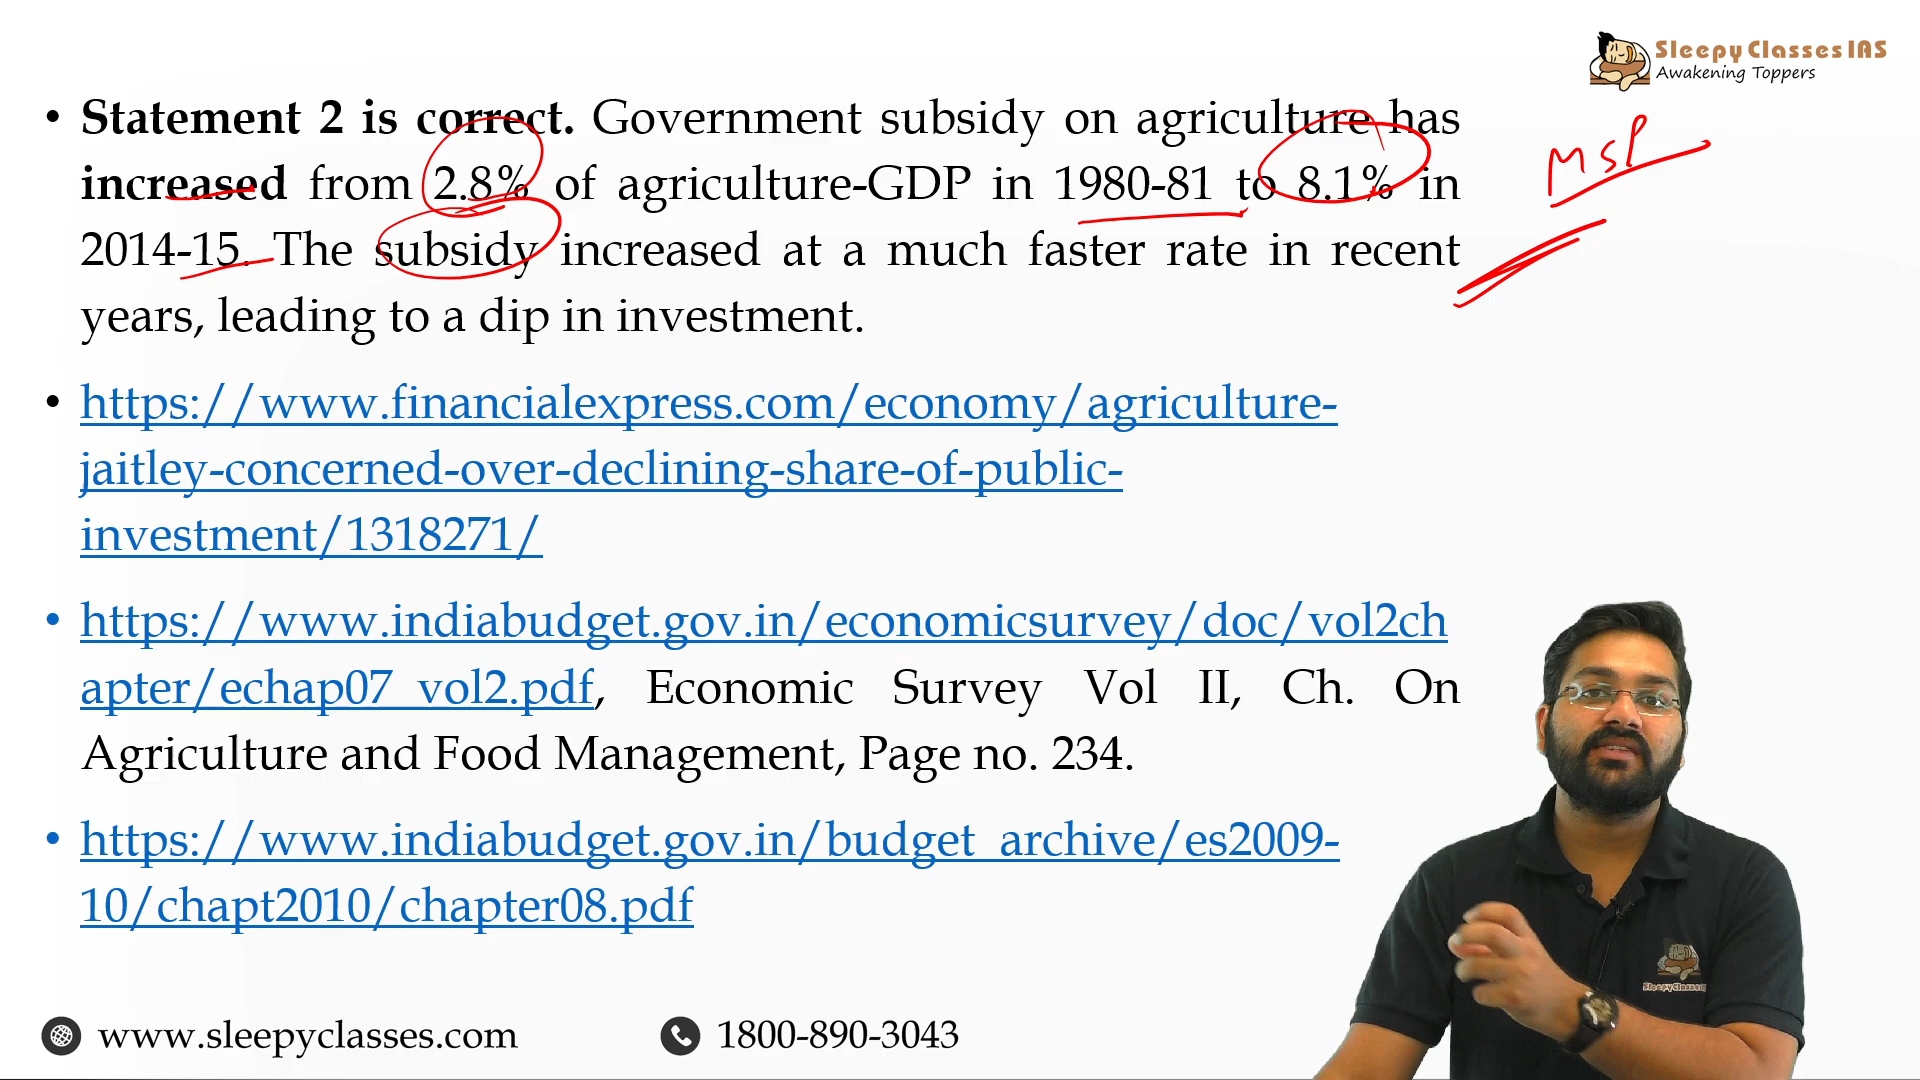 Sleepy Classes IAS
Awakening Toppers
• Statement 2 is correct. Government subsidy on agriculture has
increased from 2.8% of agriculture-GDP in 1980-81 to 8.1% in
2014-15. The subsidy increased at a much faster rate in recent
years, leading to a dip in investment.
MSP
• https://www.financialexpress.com/economy/agriculture-
jaitley-concerned-over-declining-share-of-public-
investment/1318271/
• https://www.indiabudget.gov.in/economicsurvey/doc/vol2ch
apter/echap07_vol2.pdf, Economic Survey Vol II, Ch. On
Agriculture and Food Management, Page no. 234.
• https://www.indiabudget.gov.in/budget_archive/es2009-
10/chapt2010/chapter08.pdf
SleepyClasses
www.sleepyclasses.com
1800-890-3043